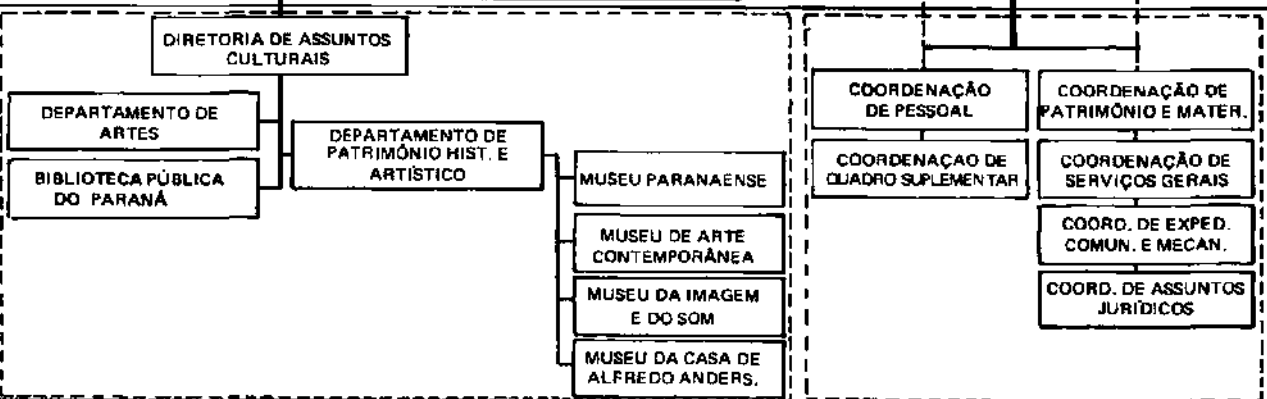 DIRETORIA DE ASSUNTOS
CULTURAIS
DEPARTAMENTO DE
ARTES
BIBLIOTECA PÚBLICA
DO PARANÁ
DEPARTAMENTO DE
PATRIMÔNIO HIST. E
ARTÍSTICO
MUSEU PARANAENSE
MUSEU DE ARTE
CONTEMPORÂNEA
MUSEU DA IMAGEM
E DO SOM
MUSEU DA CASA DE
ALFREDO ANDERS.
COORDENAÇÃO
DE PESSOAL
COORDENAÇAO DE
QUADRO SUPLEMENTAR
COORDENAÇÃO DE
PATRIMÔNIO E MATER.
COORDENAÇÃO DE
SERVIÇOS GERAIS
COORD. DE EXPED.
COMUN. E MECAN.
COORD. DE ASSUNTOS
JURÍDICOS